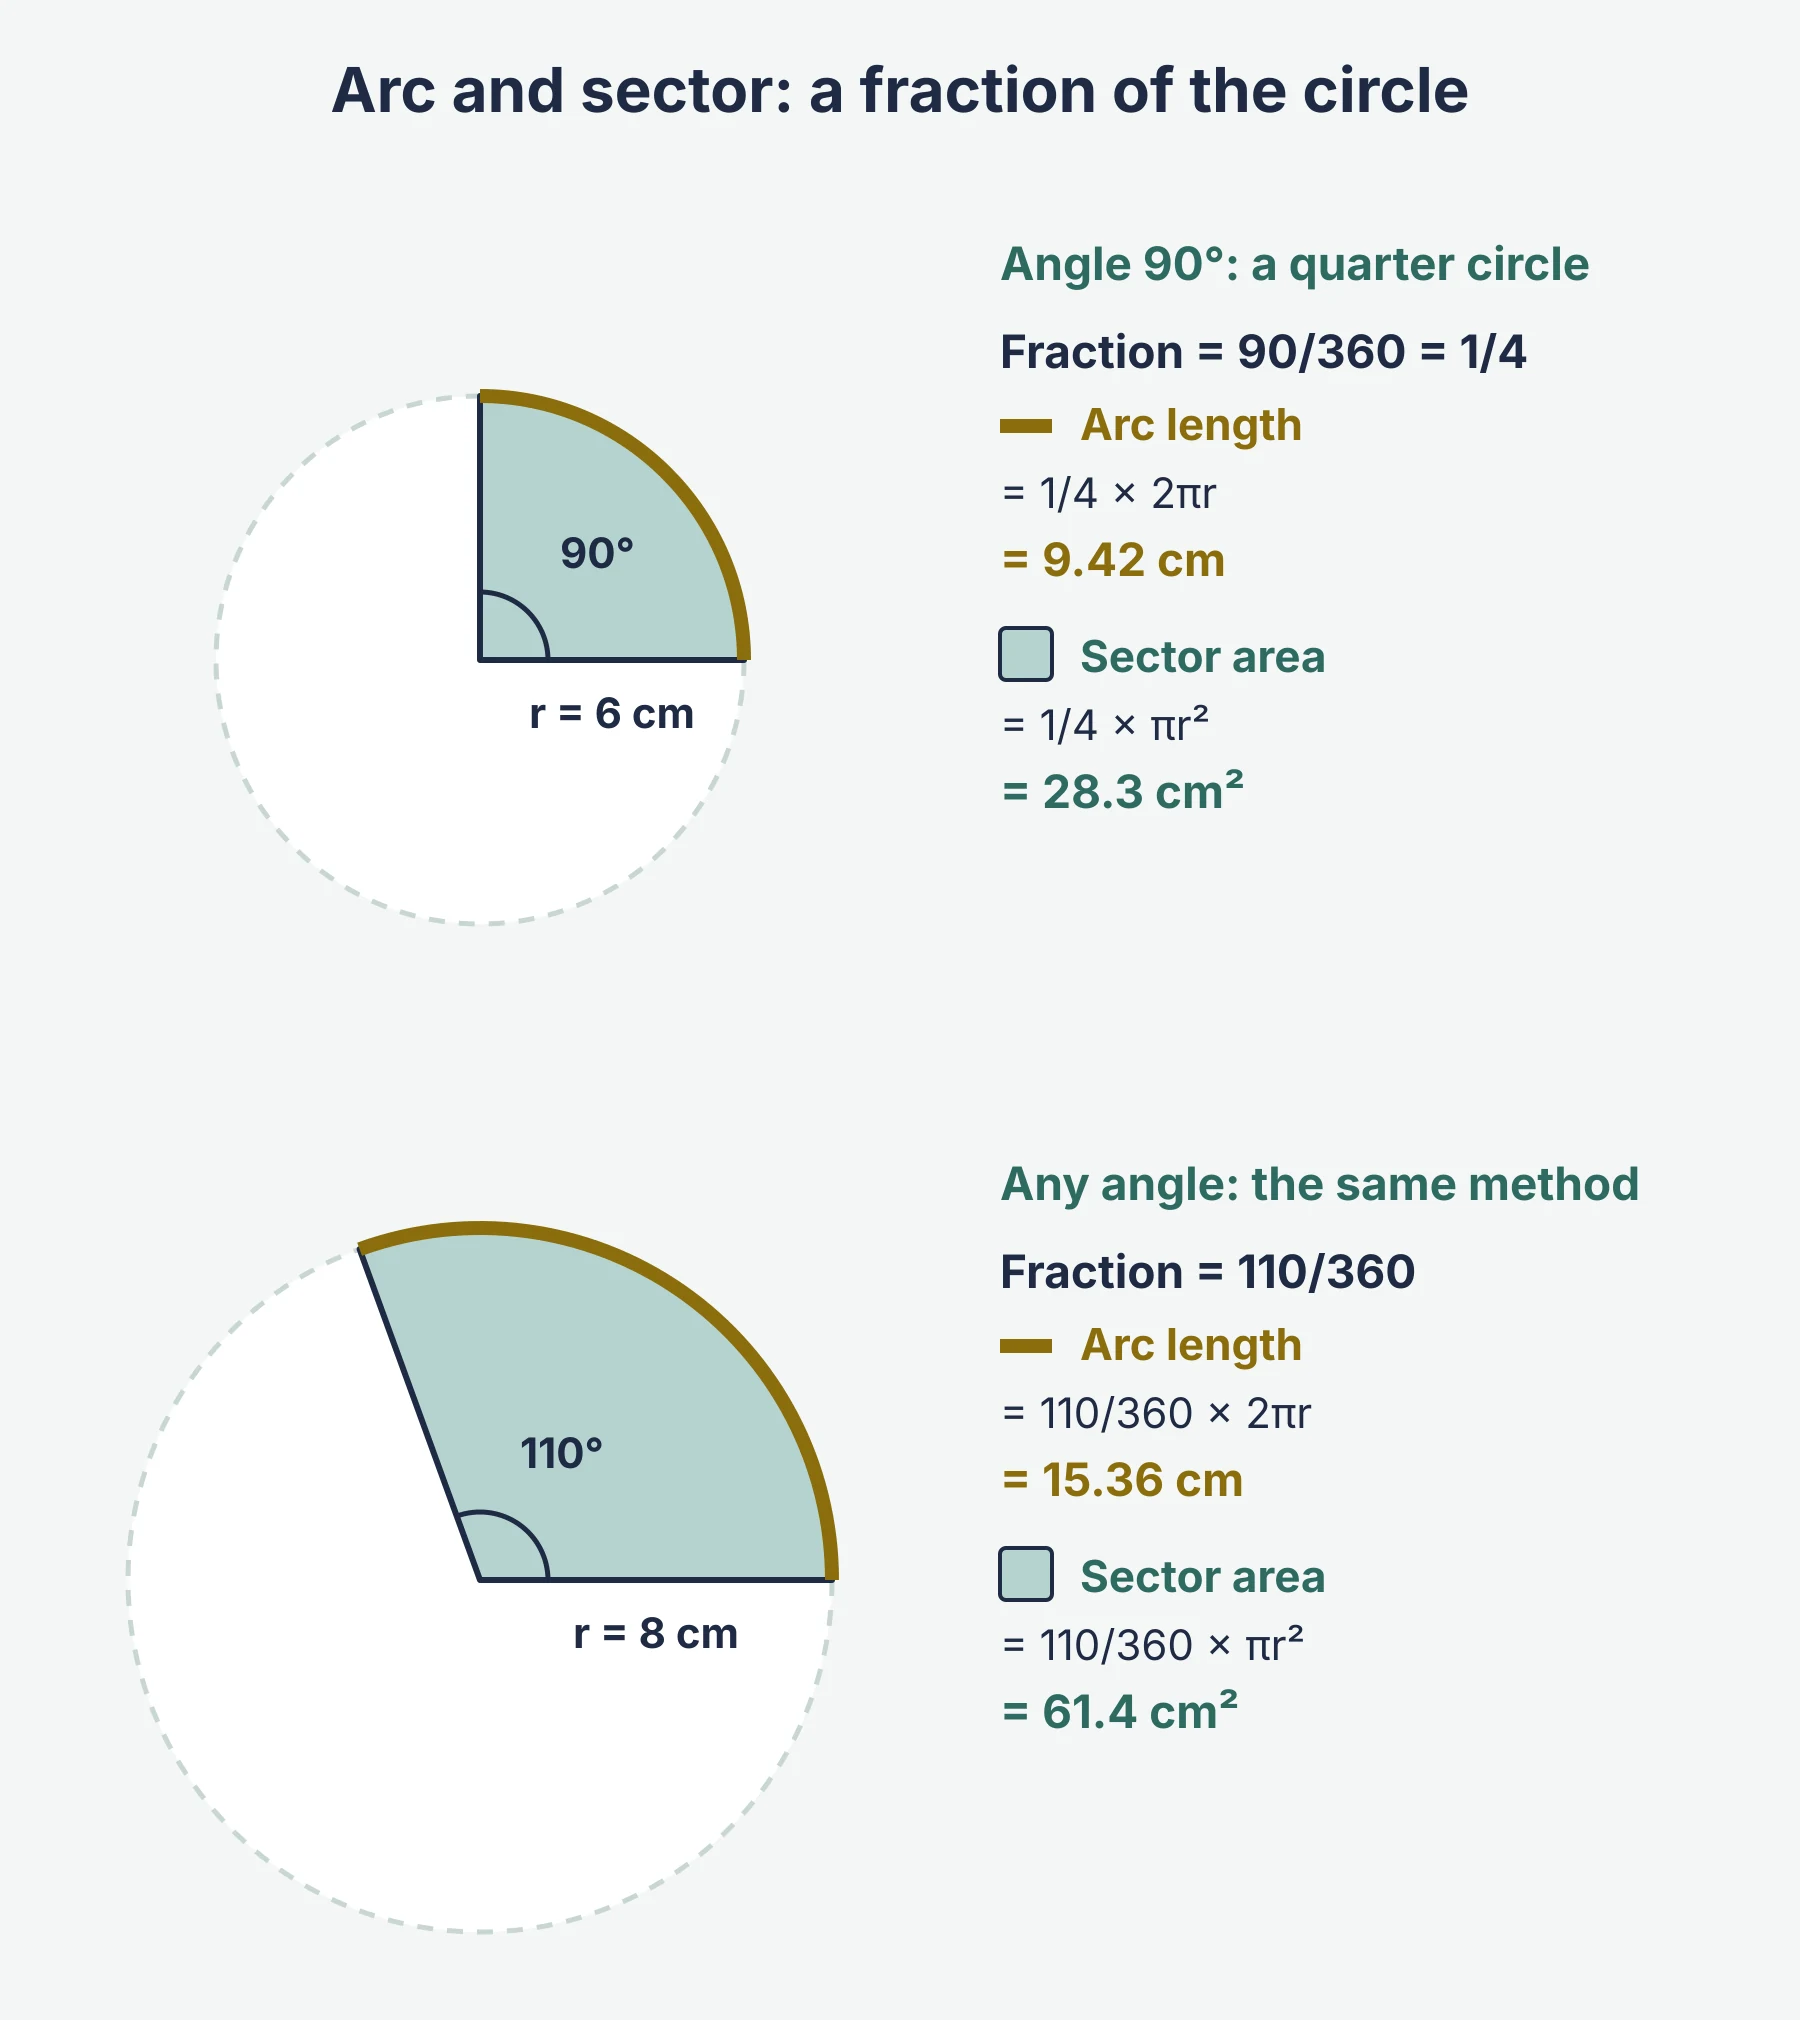 Arc and sector: a fraction of the circle
Angle 90°: a quarter circle
Fraction = 90/360 = 1/4
Arc length
= 1/4 × 2πr
= 9.42 cm
Sector area
= 1/4 × πr²
= 28.3 cm²
90°
r = 6 cm
Any angle: the same method
Fraction = 110/360
Arc length
= 110/360 × 2πr
= 15.36 cm
Sector area
= 110/360 × πr²
= 61.4 cm²
110°
r = 8 cm